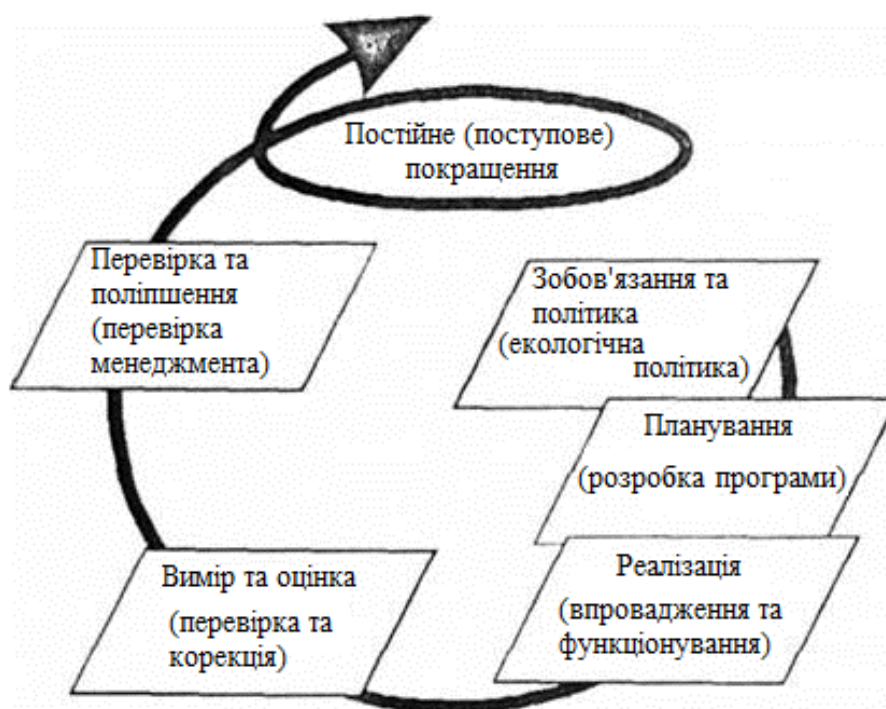 Постійне (поступове)
покращення
Перевірка та
поліпшення
(перевірка
менеджмента)
Зобов'язання та
політика
(екологічна
політика)
Планування
(розробка програми)
Вимір та оцінка
(перевірка та
корекція)
Реалізація
(впровадження та
функціонування)